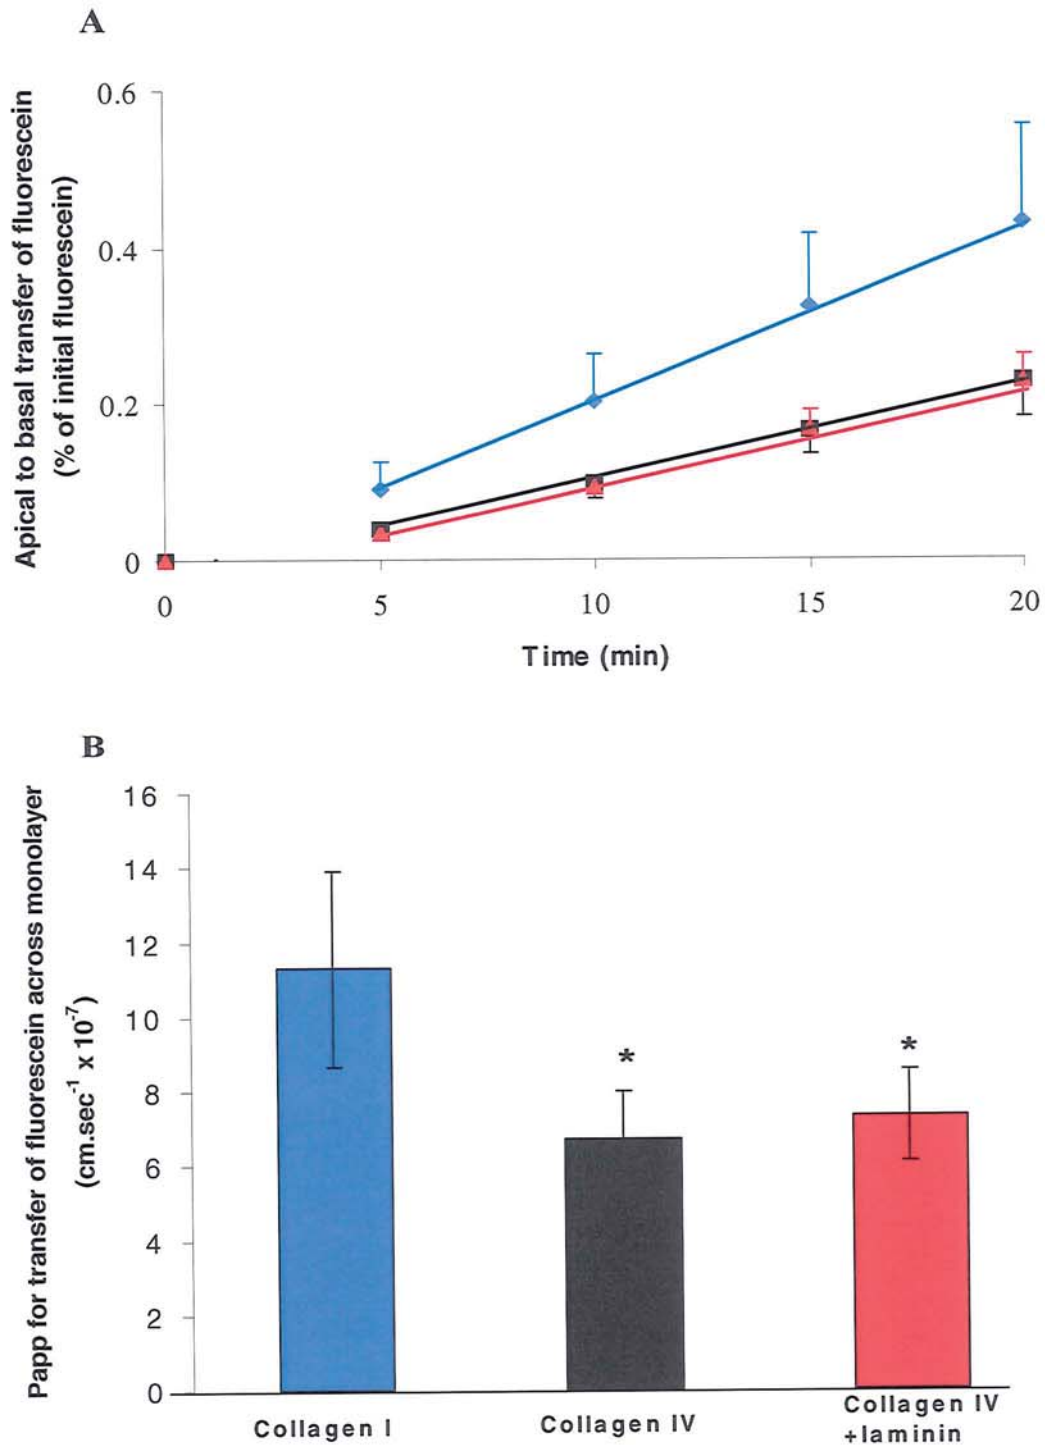 A
Apical to basal transfer of fluorescein
(% of initial fluorescein)
0.6
0.4
0.2
0
0
5
10
15
20
Time (min)
B
Papp for transfer of fluorescein across monolayer
(cm.sec⁻¹ x 10⁻⁷)
16
14
12
10
8
6
4
2
0
*
*
Collagen I
Collagen IV
Collagen IV
+laminin